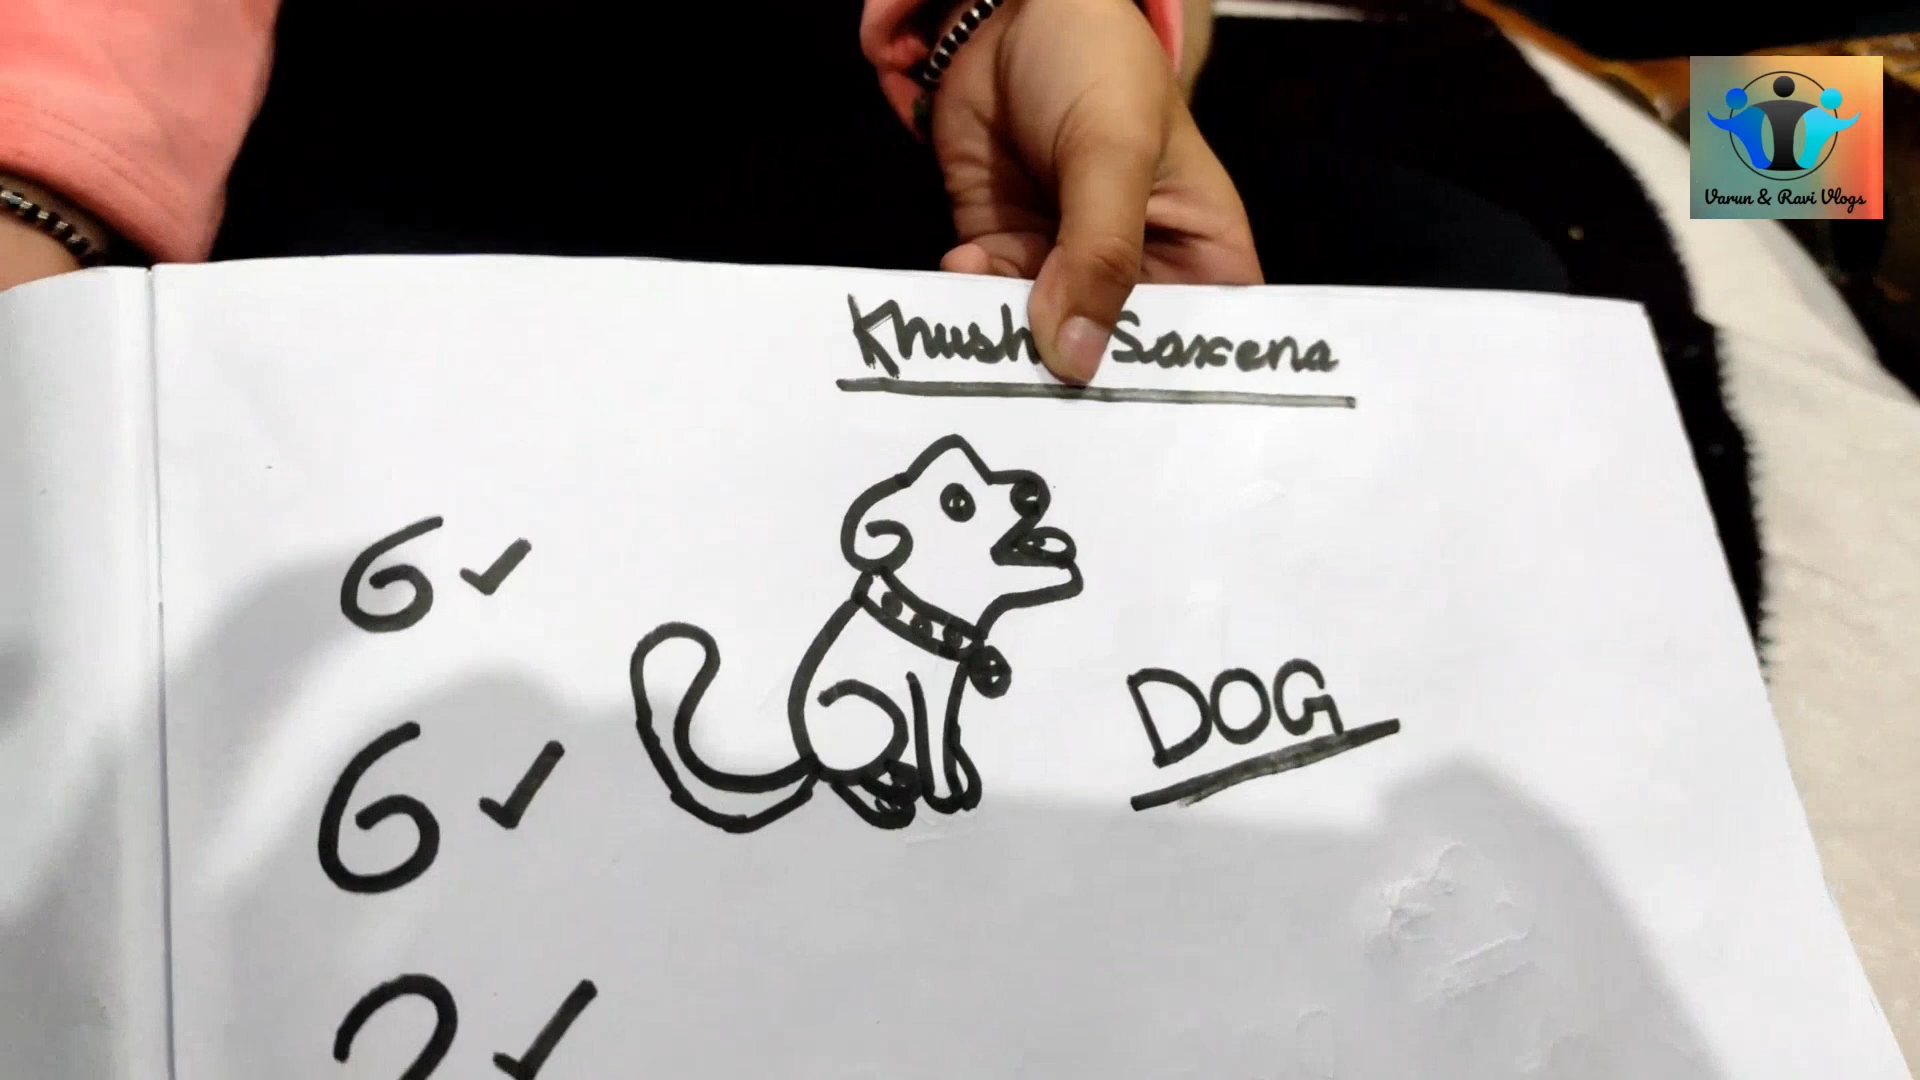 Varun & Ravi Vlogs
Khush Saxena
6 ✓
6 ✓
DOG
2 ✓